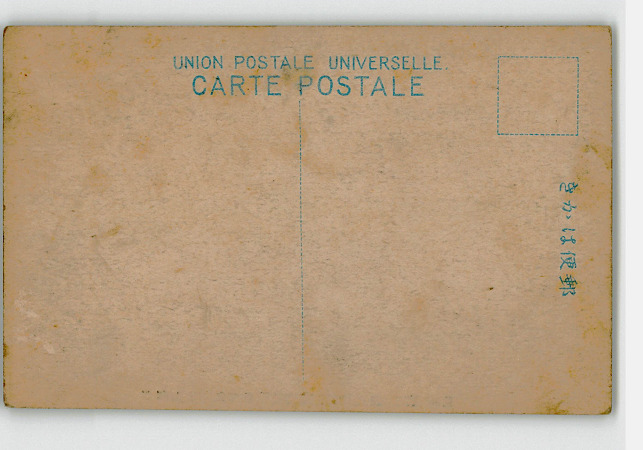 UNION POSTALE UNIVERSELLE.
CARTE POSTALE
郵便はかき